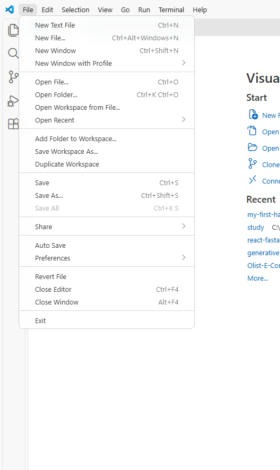 File Edit Selection View Go Run Terminal Help
New Text File Ctrl+N
New File... Ctrl+Alt+Windows+N
New Window Ctrl+Shift+N
New Window with Profile
Open File... Ctrl+O
Open Folder... Ctrl+K Ctrl+O
Open Workspace from File...
Open Recent
Add Folder to Workspace...
Save Workspace As...
Duplicate Workspace
Save Ctrl+S
Save As... Ctrl+Shift+S
Save All Ctrl+K S
Share
Auto Save
Preferences
Revert File
Close Editor Ctrl+F4
Close Window Alt+F4
Exit
Visua
Start
New F
Open
Open
Clone
Conne
Recent
my-first-ha
study C:\
react-fasta
generative
Olist-E-Cor
More...